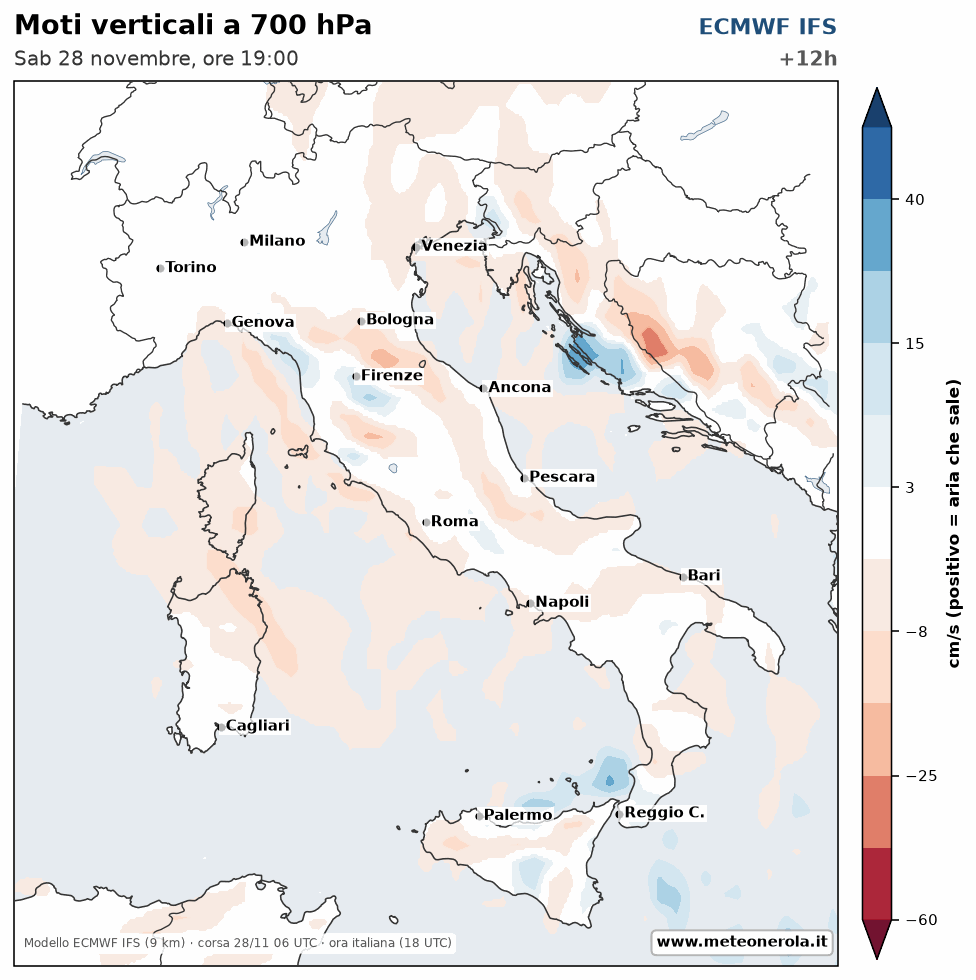 Moti verticali a 700 hPa
ECMWF IFS
Sab 28 novembre, ore 19:00
+12h
Milano
Venezia
Torino
Genova
Bologna
Firenze
Ancona
Pescara
Roma
Bari
Napoli
Cagliari
Palermo
Reggio C.
40
15
3
−8
−25
−60
cm/s (positivo = aria che sale)
Modello ECMWF IFS (9 km) · corsa 28/11 06 UTC · ora italiana (18 UTC)
www.meteonerola.it